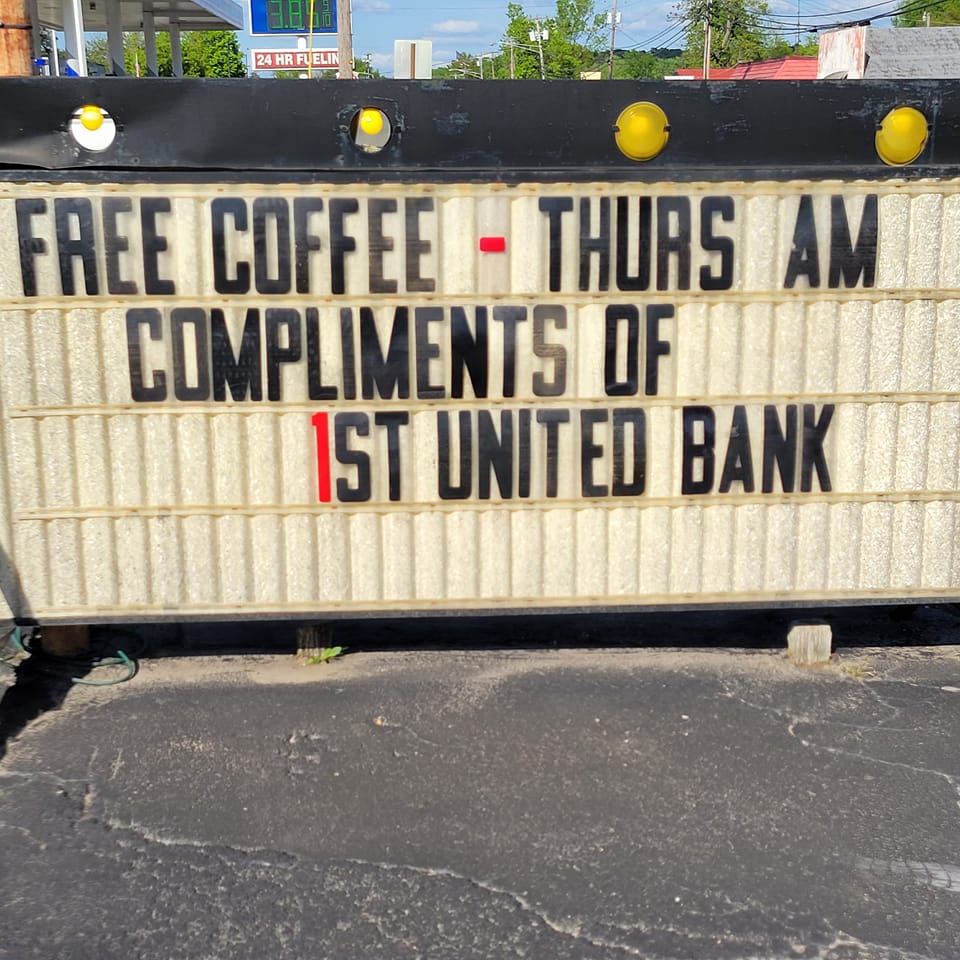 24 HR FUELIN
FREE COFFEE - THURS AM
COMPLIMENTS OF
1ST UNITED BANK